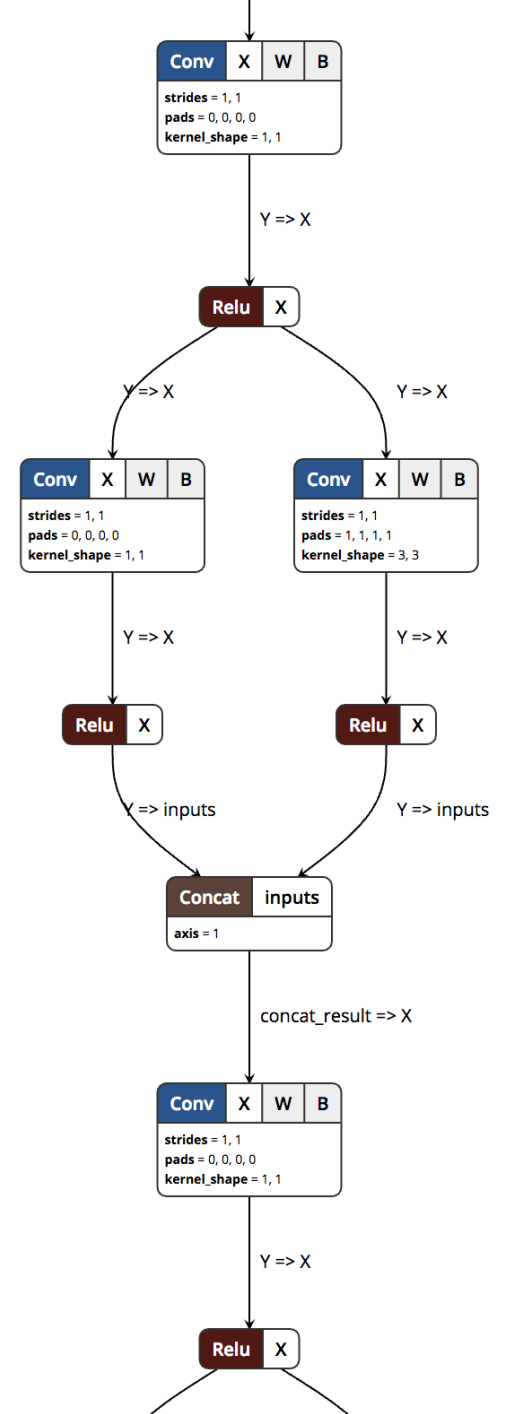 Conv X W B
strides = 1, 1
pads = 0, 0, 0, 0
kernel_shape = 1, 1
Y => X
Relu X
Y => X
Y => X
Conv X W B
strides = 1, 1
pads = 0, 0, 0, 0
kernel_shape = 1, 1
Conv X W B
strides = 1, 1
pads = 1, 1, 1, 1
kernel_shape = 3, 3
Y => X
Y => X
Relu X
Relu X
Y => inputs
Y => inputs
Concat inputs
axis = 1
concat_result => X
Conv X W B
strides = 1, 1
pads = 0, 0, 0, 0
kernel_shape = 1, 1
Y => X
Relu X